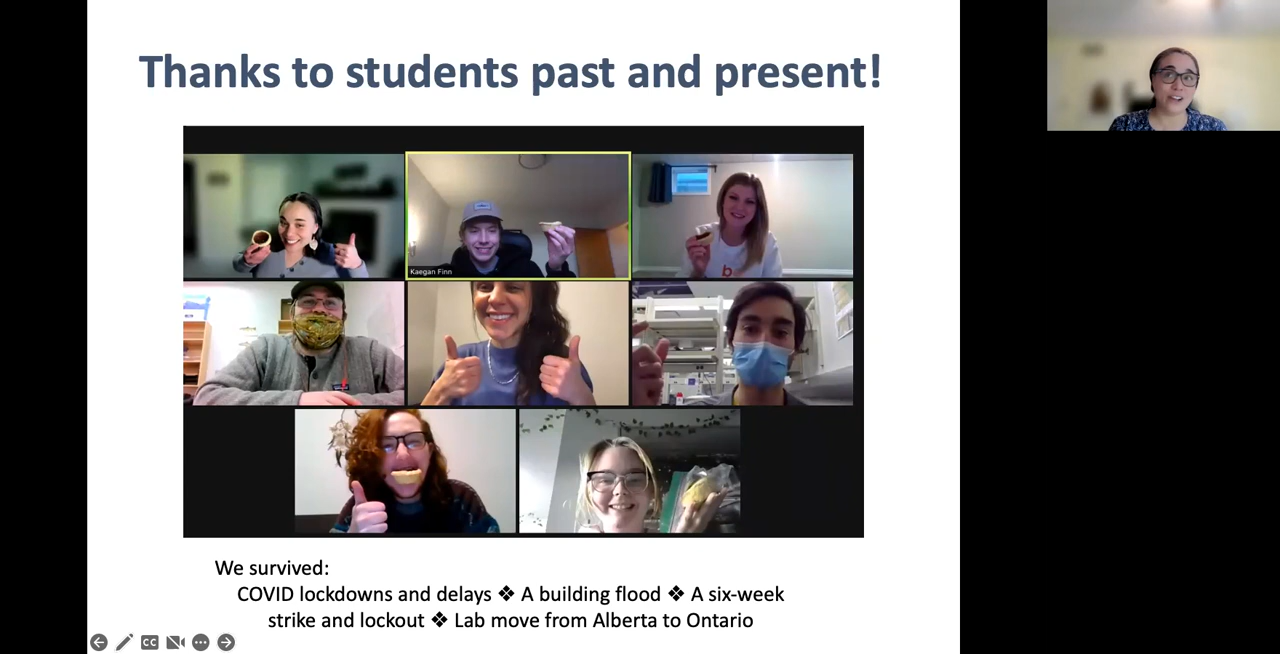 Thanks to students past and present!
Kaegan Finn
We survived:
COVID lockdowns and delays ❖ A building flood ❖ A six-week
strike and lockout ❖ Lab move from Alberta to Ontario
CC